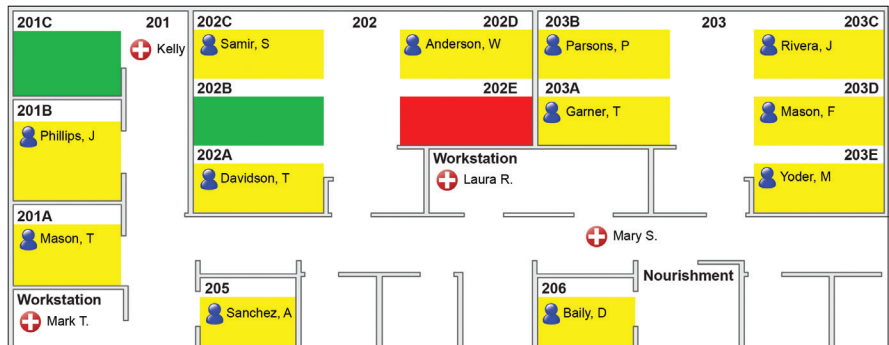 201C
201
202C
202
202D
203B
203
203C
Kelly
Samir, S
Anderson, W
Parsons, P
Rivera, J
202B
202E
203A
203D
201B
Phillips, J
Garner, T
Mason, F
202A
Workstation
203E
Davidson, T
Laura R.
Yoder, M
201A
Mason, T
Mary S.
Nourishment
Workstation
205
206
Mark T.
Sanchez, A
Baily, D